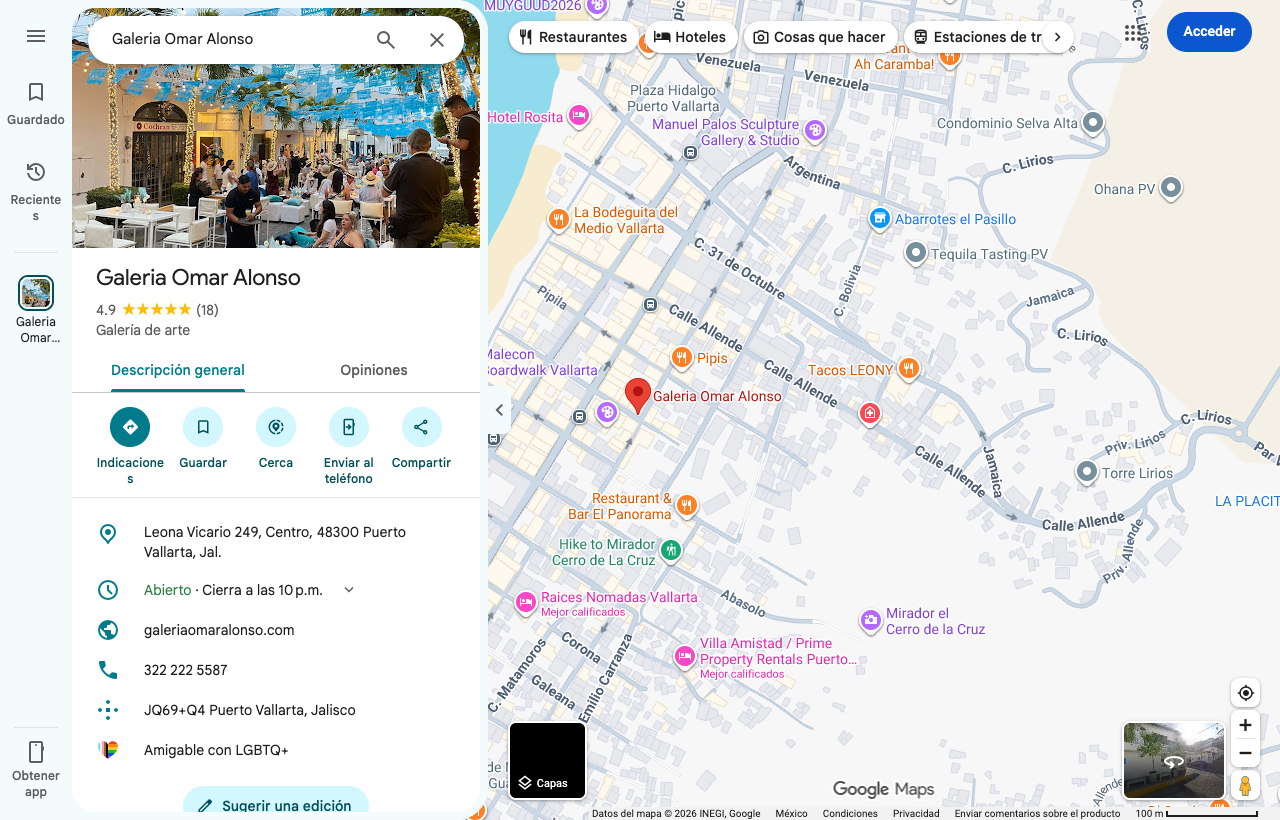 Galeria Omar Alonso
Guardado
Reciente
s
Galeria
Omar...
Obtener
app
Cochran
Galeria Omar Alonso
4.9 ★★★★★ (18)
Galería de arte
Descripción general
Opiniones
Indicacione
s
Guardar
Cerca
Enviar al
teléfono
Compartir
Leona Vicario 249, Centro, 48300 Puerto
Vallarta, Jal.
Abierto · Cierra a las 10 p.m.
galeriaomaralonso.com
322 222 5587
JQ69+Q4 Puerto Vallarta, Jalisco
Amigable con LGBTQ+
Sugerir una edición
Restaurantes
Hoteles
Cosas que hacer
Estaciones de tr
Acceder
MUYGUUD2026
Ah Caramba!
Venezuela
Venezuela
C. Lirios
Plaza Hidalgo
Puerto Vallarta
Hotel Rosita
Manuel Palos Sculpture
Gallery & Studio
Condominio Selva Alta
Argentina
C. Lirios
Ohana PV
La Bodeguita del
Medio Vallarta
Abarrotes el Pasillo
C. 31 de Octubre
Tequila Tasting PV
C. Bolivia
Pipila
Jamaica
Calle Allende
C. Lirios
Malecon
Boardwalk Vallarta
Pipis
Calle Allende
Tacos LEONY
Galeria Omar Alonso
C. Lirios
Priv. Lirios
Par V
Calle Allende
Jamaica
Torre Lirios
LA PLACIT
Restaurant &
Bar El Panorama
Calle Allende
Hike to Mirador
Cerro de La Cruz
Priv. Allende
Raices Nomadas Vallarta
Mejor calificados
Abasolo
Mirador el
Cerro de la Cruz
Corona
Villa Amistad / Prime
Property Rentals Puerto...
Mejor calificados
C. Matamoros
Galeana
Emilio Carranza
Capas
Allende
Google Maps
Datos del mapa © 2026 INEGI, Google
México
Condiciones
Privacidad
Enviar comentarios sobre el producto
100 m